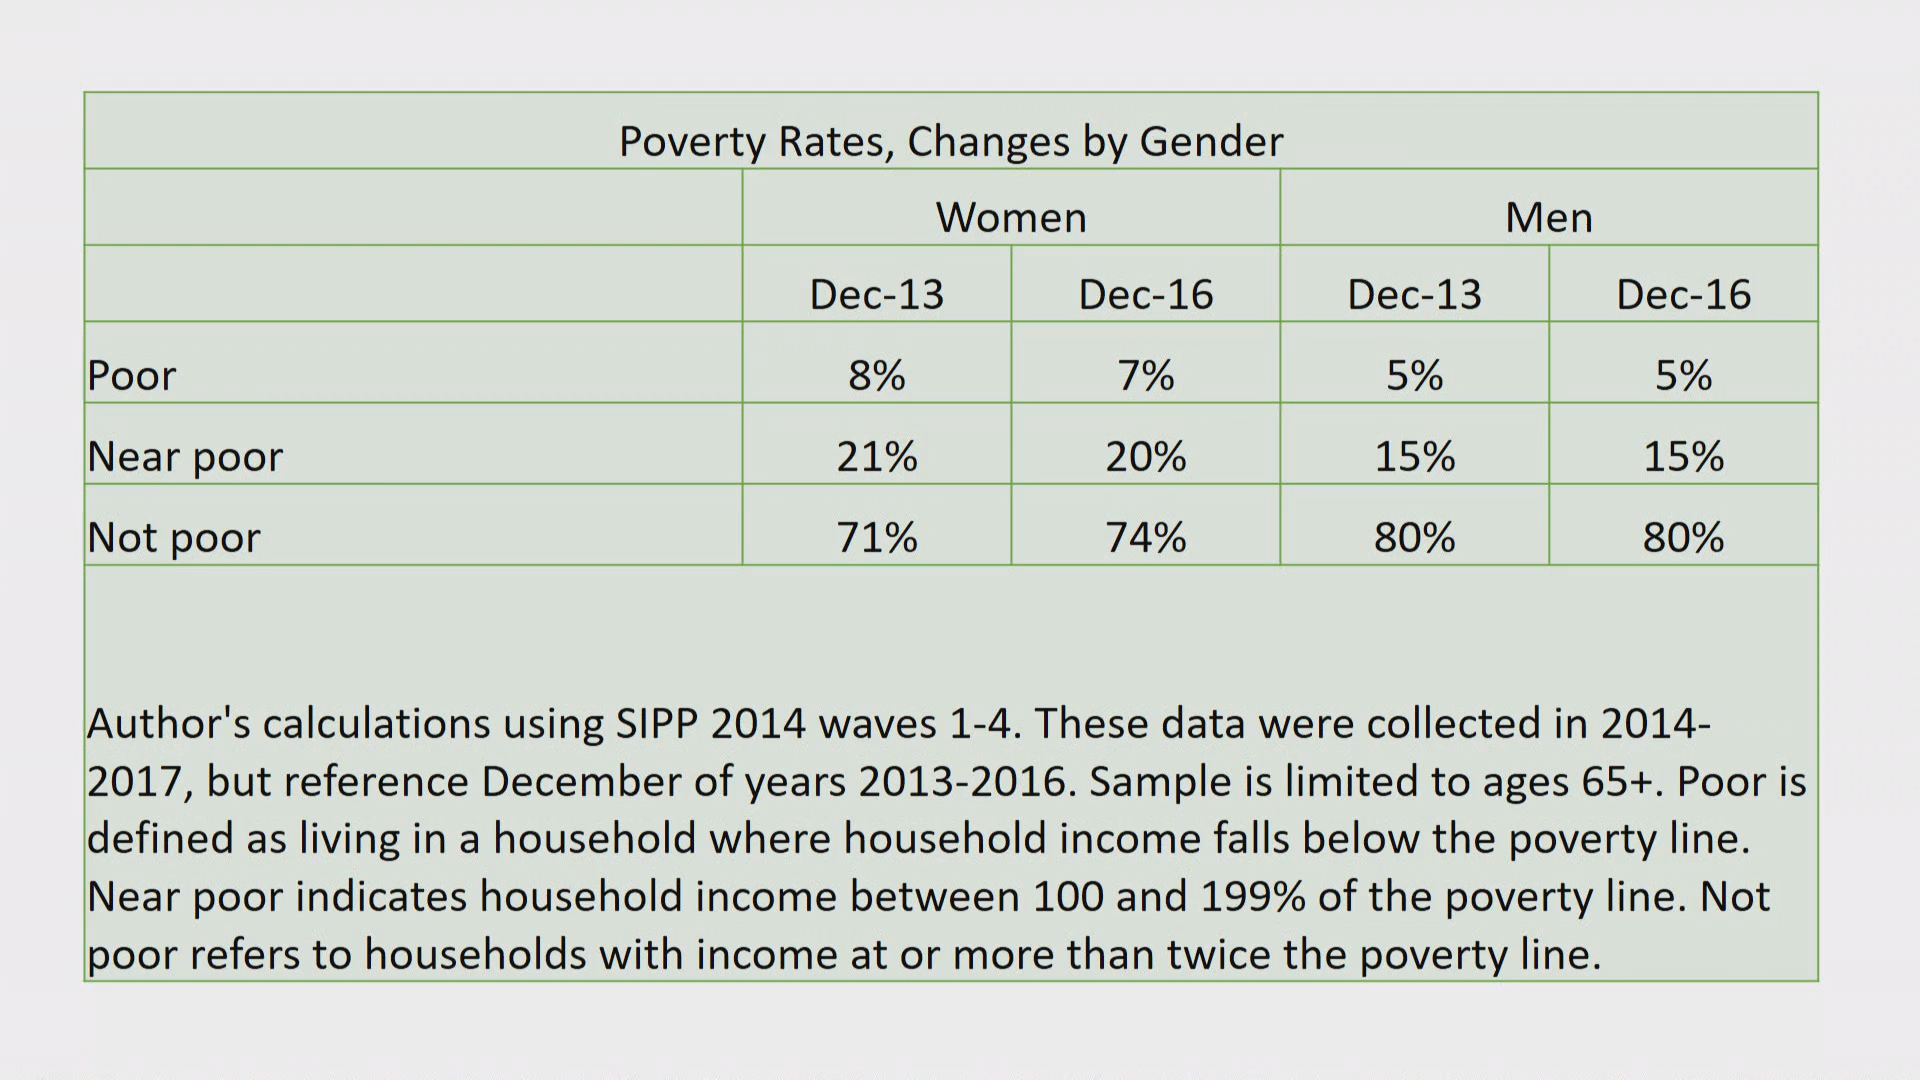 Poverty Rates, Changes by Gender
Women Men
Dec-13 Dec-16 Dec-13 Dec-16
Poor 8% 7% 5% 5%
Near poor 21% 20% 15% 15%
Not poor 71% 74% 80% 80%
Author's calculations using SIPP 2014 waves 1-4. These data were collected in 2014-
2017, but reference December of years 2013-2016. Sample is limited to ages 65+. Poor is
defined as living in a household where household income falls below the poverty line.
Near poor indicates household income between 100 and 199% of the poverty line. Not
poor refers to households with income at or more than twice the poverty line.